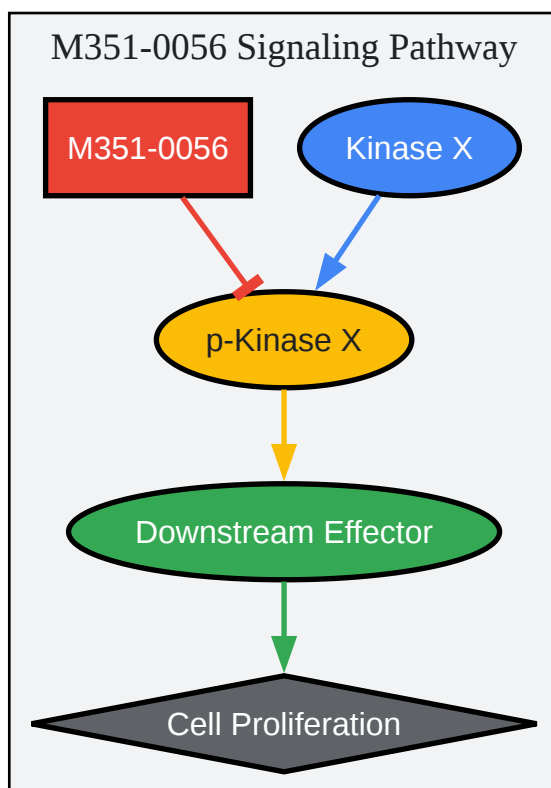 M351-0056 Signaling Pathway
M351-0056
Kinase X
p-Kinase X
Downstream Effector
Cell Proliferation